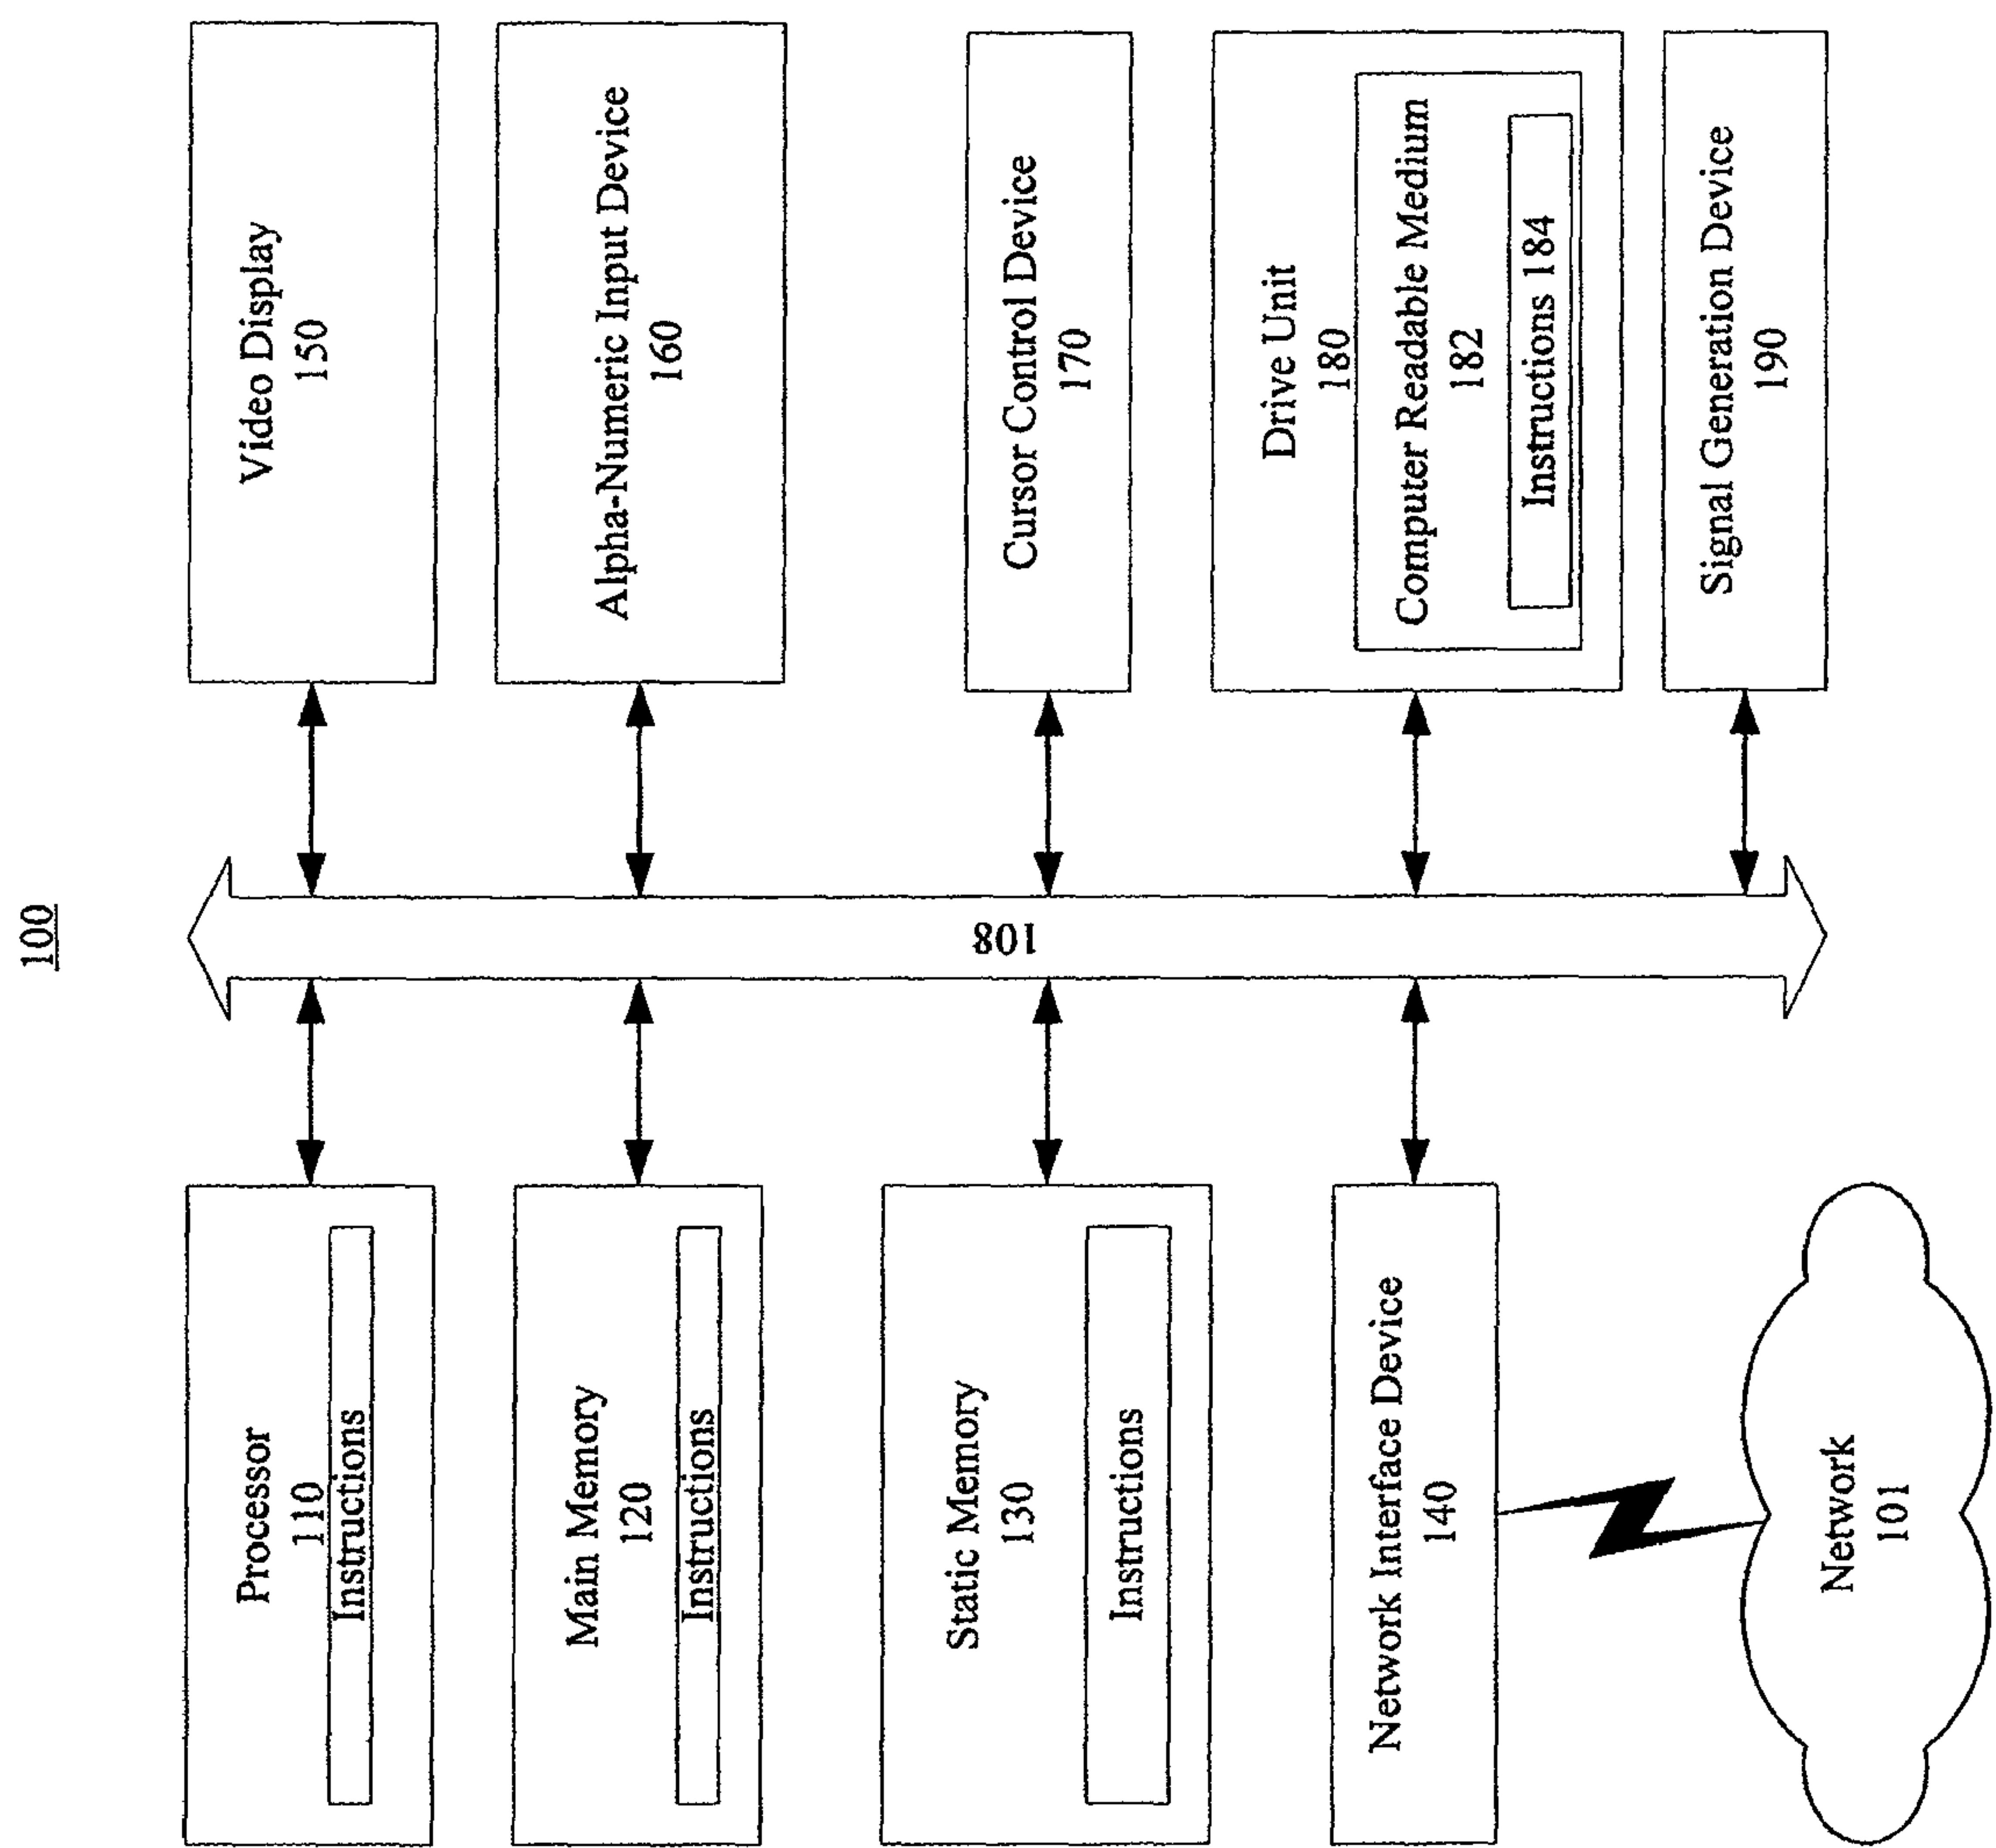 100
Processor
110
Instructions
Main Memory
120
Instructions
Static Memory
130
Instructions
Network Interface Device
140
Network
101
108
Video Display
150
Alpha-Numeric Input Device
160
Cursor Control Device
170
Drive Unit
180
Computer Readable Medium
182
Instructions 184
Signal Generation Device
190